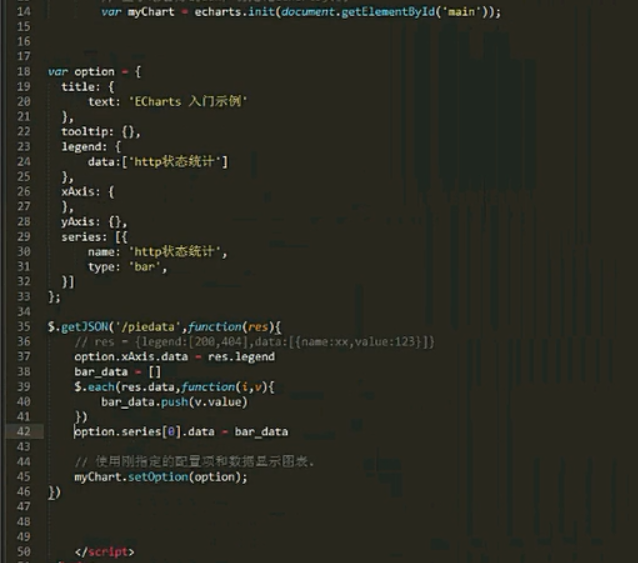 14 var myChart = echarts.init(document.getElementById('main'));
15
16
17
18 var option = {
19 title: {
20 text: 'ECharts 入门示例'
21 },
22 tooltip: {},
23 legend: {
24 data:['http状态统计']
25 },
26 xAxis: {
27 },
28 yAxis: {},
29 series: [{
30 name: 'http状态统计',
31 type: 'bar',
32 }]
33 };
34
35 $.getJSON('/piedata',function(res){
36 // res = {legend:[200,404],data:[{name:xx,value:123}]}
37 option.xAxis.data = res.legend
38 bar_data = []
39 $.each(res.data,function(i,v){
40 bar_data.push(v.value)
41 })
42 option.series[0].data = bar_data
43
44 // 使用刚指定的配置项和数据显示图表。
45 myChart.setOption(option);
46 })
47
48
49
50 </script>